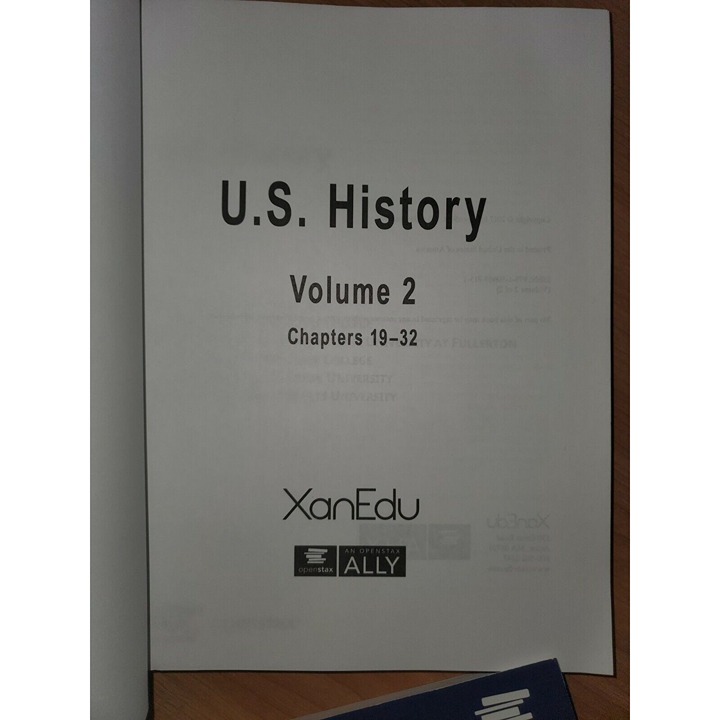 U.S. History
Volume 2
Chapters 19–32
XanEdu
openstax
AN OPENSTAX
ALLY